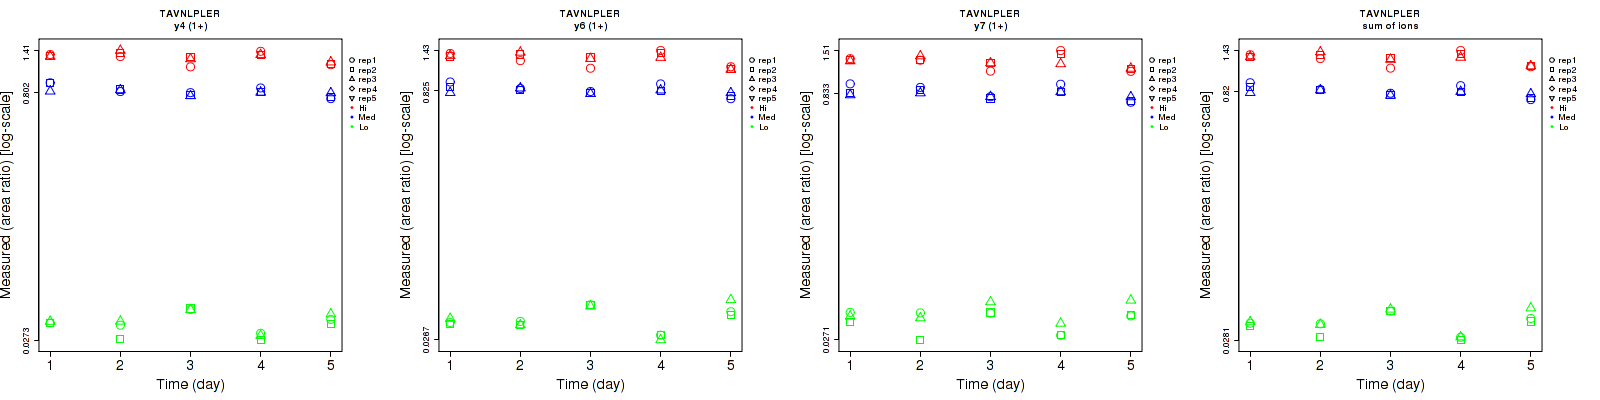 TAVNLPLER
y4 (1+)
Measured (area ratio) [log-scale]
1.41
0.802
0.0273
1 2 3 4 5
Time (day)
rep1
rep2
rep3
rep4
rep5
Hi
Med
Lo
TAVNLPLER
y6 (1+)
Measured (area ratio) [log-scale]
1.43
0.825
0.0267
1 2 3 4 5
Time (day)
rep1
rep2
rep3
rep4
rep5
Hi
Med
Lo
TAVNLPLER
y7 (1+)
Measured (area ratio) [log-scale]
1.51
0.833
0.0271
1 2 3 4 5
Time (day)
rep1
rep2
rep3
rep4
rep5
Hi
Med
Lo
TAVNLPLER
sum of ions
Measured (area ratio) [log-scale]
1.43
0.82
0.0281
1 2 3 4 5
Time (day)
rep1
rep2
rep3
rep4
rep5
Hi
Med
Lo